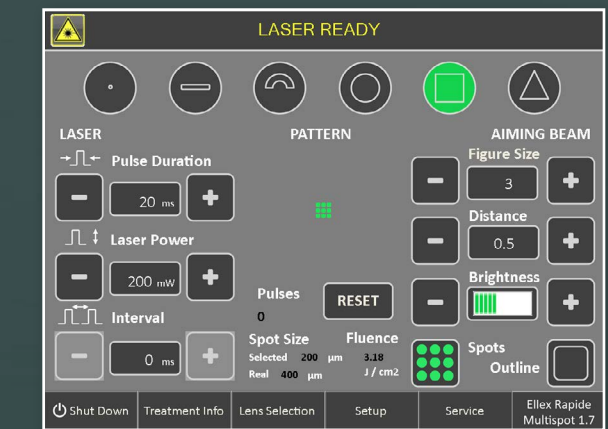 LASER READY
LASER
PATTERN
AIMING BEAM
Pulse Duration
20 ms
Laser Power
200 mW
Interval
0 ms
Pulses
0
RESET
Spot Size
Selected 200 µm
Real 400 µm
Fluence
3.18
J / cm2
Figure Size
3
Distance
0.5
Brightness
Spots
Outline
Shut Down
Treatment Info
Lens Selection
Setup
Service
Ellex Rapide
Multispot 1.7